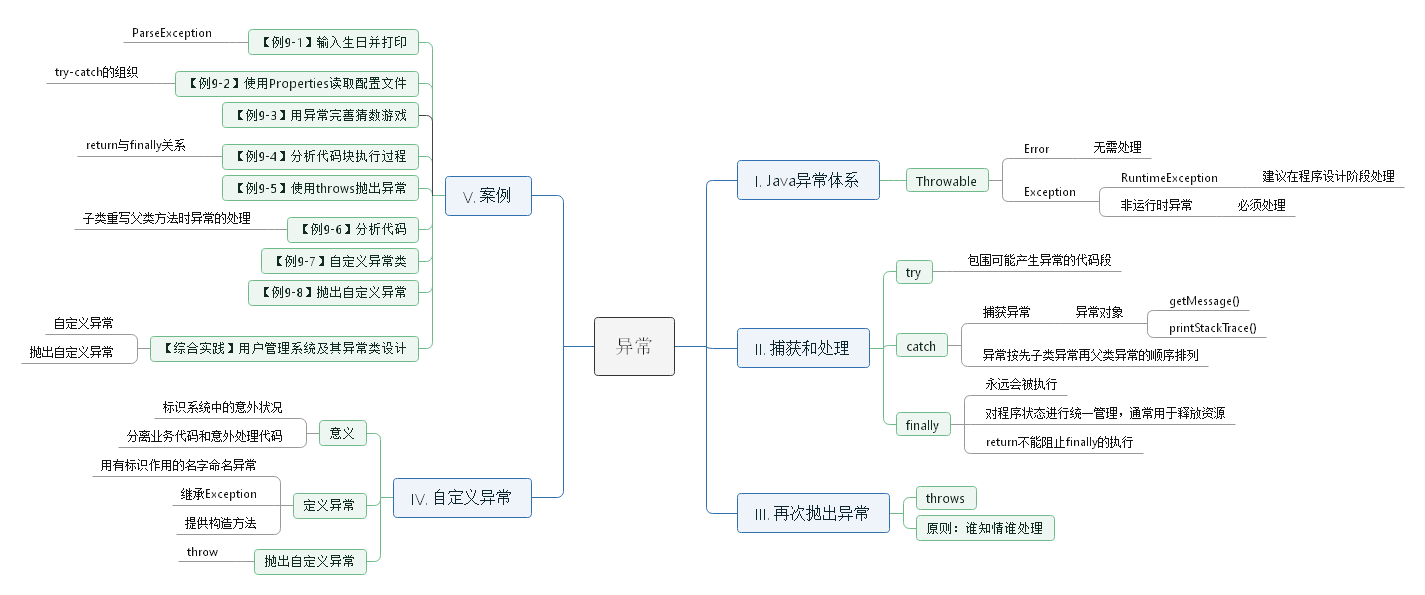 异常
I. Java异常体系
Throwable
Error
无需处理
Exception
RuntimeException
建议在程序设计阶段处理
非运行时异常
必须处理
II. 捕获和处理
try
包围可能产生异常的代码段
catch
捕获异常
异常对象
getMessage()
printStackTrace()
异常按先子类异常再父类异常的顺序排列
finally
永远会被执行
对程序状态进行统一管理，通常用于释放资源
return不能阻止finally的执行
III. 再次抛出异常
throws
原则：谁知情谁处理
IV. 自定义异常
意义
标识系统中的意外状况
分离业务代码和意外处理代码
定义异常
用有标识作用的名字命名异常
继承Exception
提供构造方法
抛出自定义异常
throw
V. 案例
【例9-1】输入生日并打印
ParseException
【例9-2】使用Properties读取配置文件
try-catch的组织
【例9-3】用异常完善猜数游戏
【例9-4】分析代码块执行过程
return与finally关系
【例9-5】使用throws抛出异常
【例9-6】分析代码
子类重写父类方法时异常的处理
【例9-7】自定义异常类
【例9-8】抛出自定义异常
【综合实践】用户管理系统及其异常类设计
自定义异常
抛出自定义异常